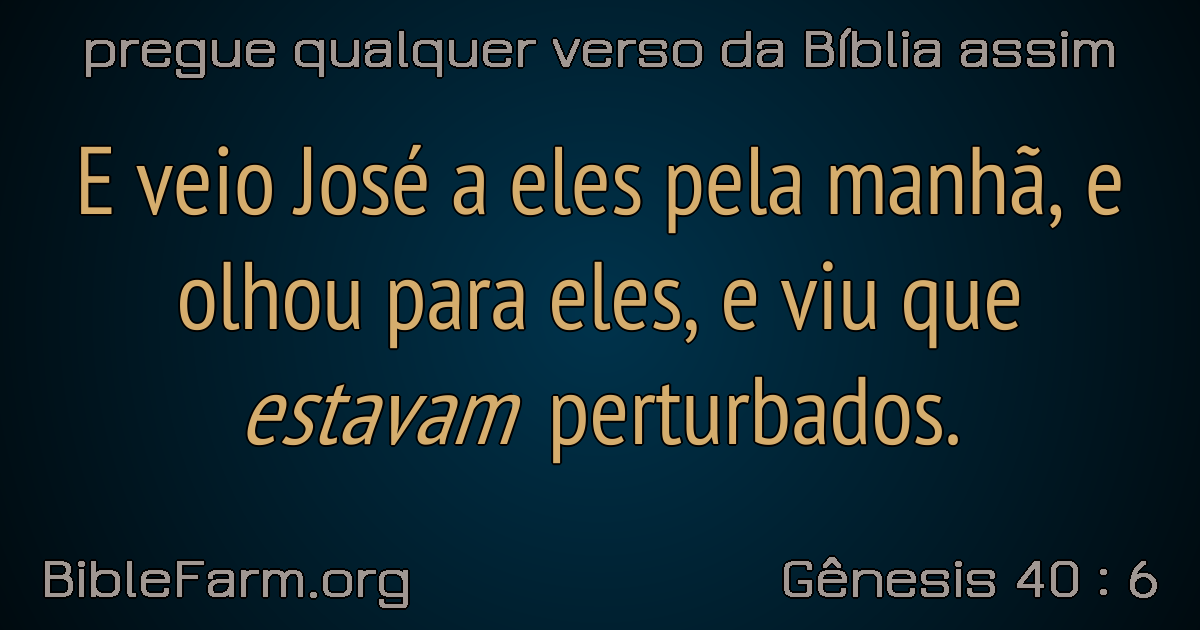 pregue qualquer verso da Bíblia assim
E veio José a eles pela manhã, e
olhou para eles, e viu que
estavam perturbados.
BibleFarm.org
Gênesis 40 : 6